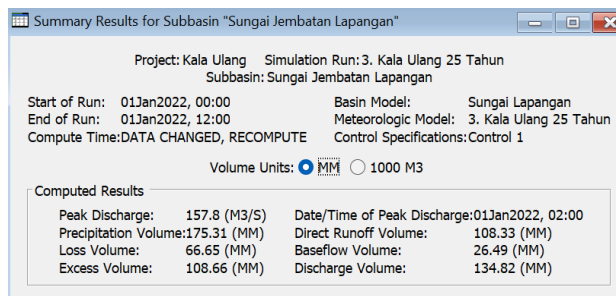 Summary Results for Subbasin "Sungai Jembatan Lapangan"
Project: Kala Ulang Simulation Run: 3. Kala Ulang 25 Tahun
Subbasin: Sungai Jembatan Lapangan
Start of Run: 01Jan2022, 00:00 Basin Model: Sungai Lapangan
End of Run: 01Jan2022, 12:00 Meteorologic Model: 3. Kala Ulang 25 Tahun
Compute Time:DATA CHANGED, RECOMPUTE Control Specifications:Control 1
Volume Units: MM 1000 M3
Computed Results
Peak Discharge: 157.8 (M3/S) Date/Time of Peak Discharge:01Jan2022, 02:00
Precipitation Volume:175.31 (MM) Direct Runoff Volume: 108.33 (MM)
Loss Volume: 66.65 (MM) Baseflow Volume: 26.49 (MM)
Excess Volume: 108.66 (MM) Discharge Volume: 134.82 (MM)